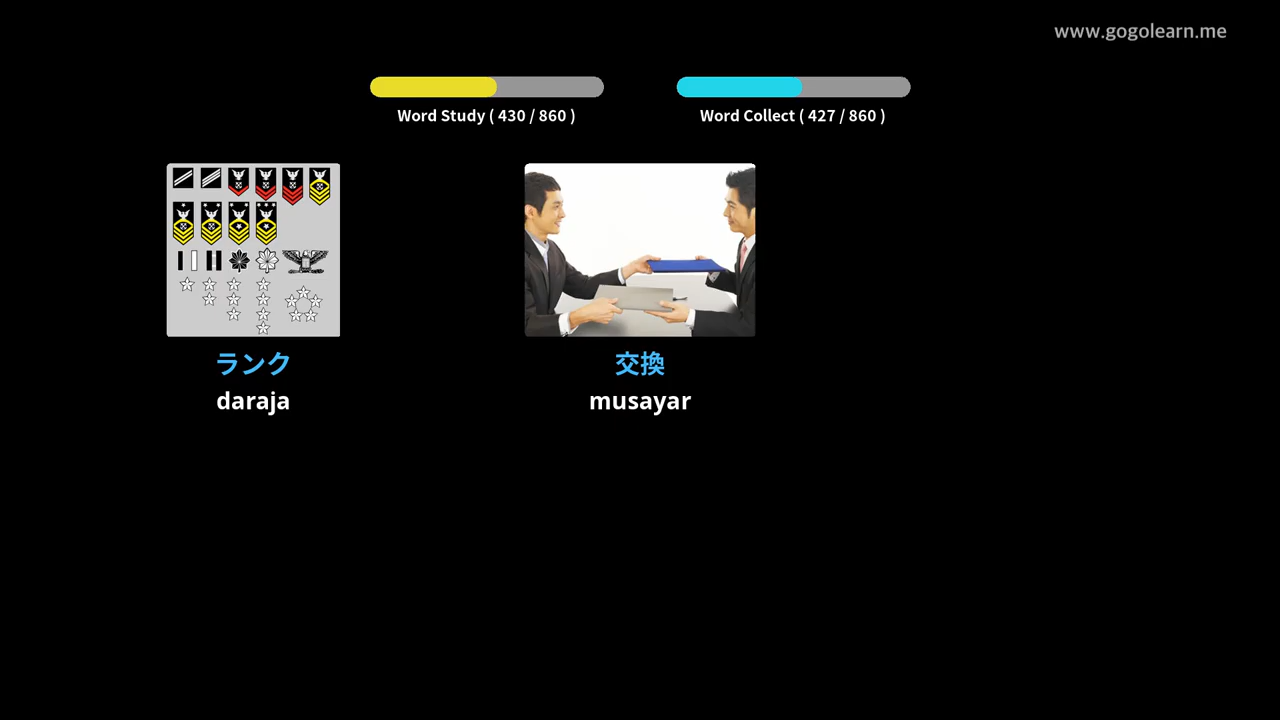 www.gogolearn.me
Word Study ( 430 / 860 )
Word Collect ( 427 / 860 )
ランク
daraja
交換
musayar